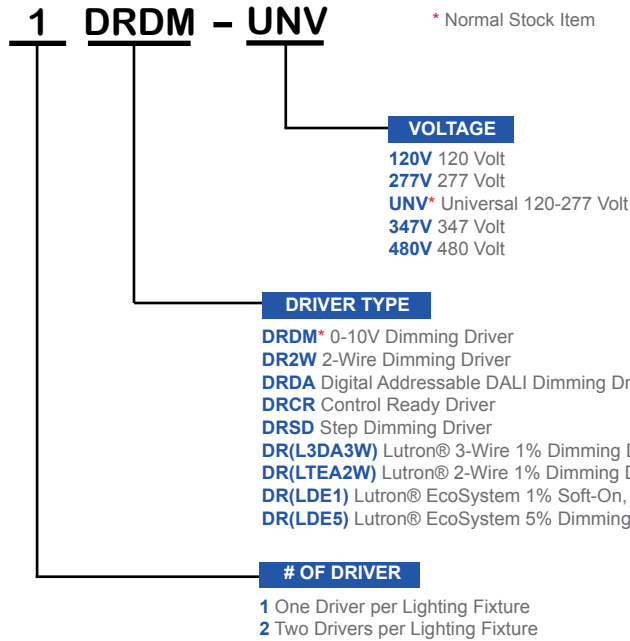 1 DRDM – UNV
* Normal Stock Item
VOLTAGE
120V 120 Volt
277V 277 Volt
UNV* Universal 120-277 Volt
347V 347 Volt
480V 480 Volt
DRIVER TYPE
DRDM* 0-10V Dimming Driver
DR2W 2-Wire Dimming Driver
DRDA Digital Addressable DALI Dimming
DRCR Control Ready Driver
DRSD Step Dimming Driver
DR(L3DA3W) Lutron® 3-Wire 1% Dimming
DR(LTEA2W) Lutron® 2-Wire 1% Dimming
DR(LDE1) Lutron® EcoSystem 1% Soft-On,
DR(LDE5) Lutron® EcoSystem 5% Dimming
# OF DRIVER
1 One Driver per Lighting Fixture
2 Two Drivers per Lighting Fixture